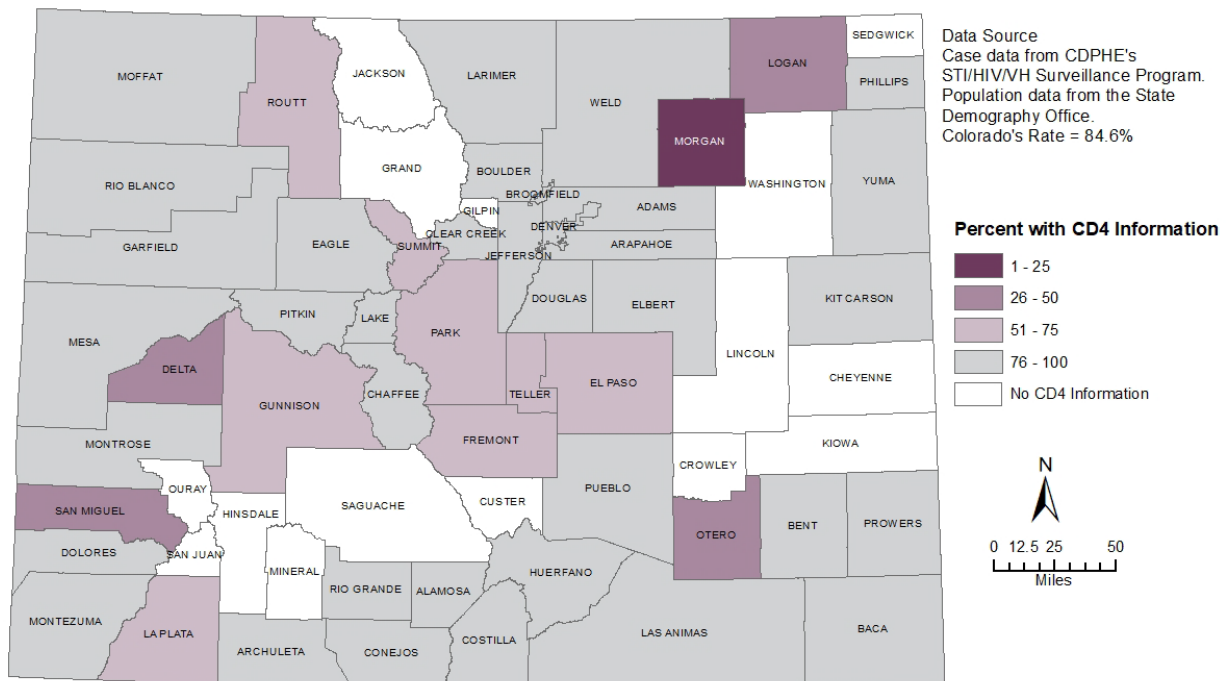 SEDGWICK
LOGAN
JACKSON
LARIMER
MOFFAT
PHILLIPS
ROUTT
WELD
MORGAN
GRAND
BOULDER
WASHINGTON
YUMA
RIO BLANCO
BROOMFIELD
ADAMS
GILPIN
DENVER
CLEAR CREEK
EAGLE
SUMMIT
ARAPAHOE
GARFIELD
JEFFERSON
DOUGLAS
ELBERT
KIT CARSON
PITKIN
LAKE
PARK
MESA
LINCOLN
DELTA
CHEYENNE
EL PASO
TELLER
CHAFFEE
GUNNISON
FREMONT
MONTROSE
KIOWA
CROWLEY
PUEBLO
OURAY
CUSTER
SAGUACHE
SAN MIGUEL
HINSDALE
BENT
PROWERS
OTERO
DOLORES
SAN JUAN
MINERAL
HUERFANO
RIO GRANDE
ALAMOSA
MONTEZUMA
LA PLATA
LAS ANIMAS
BACA
COSTILLA
ARCHULETA
CONEJOS
Data Source
Case data from CDPHE's
STI/HIV/VH Surveillance Program.
Population data from the State
Demography Office.
Colorado's Rate = 84.6%
Percent with CD4 Information
1 - 25
26 - 50
51 - 75
76 - 100
No CD4 Information
N
0 12.5 25 50
Miles